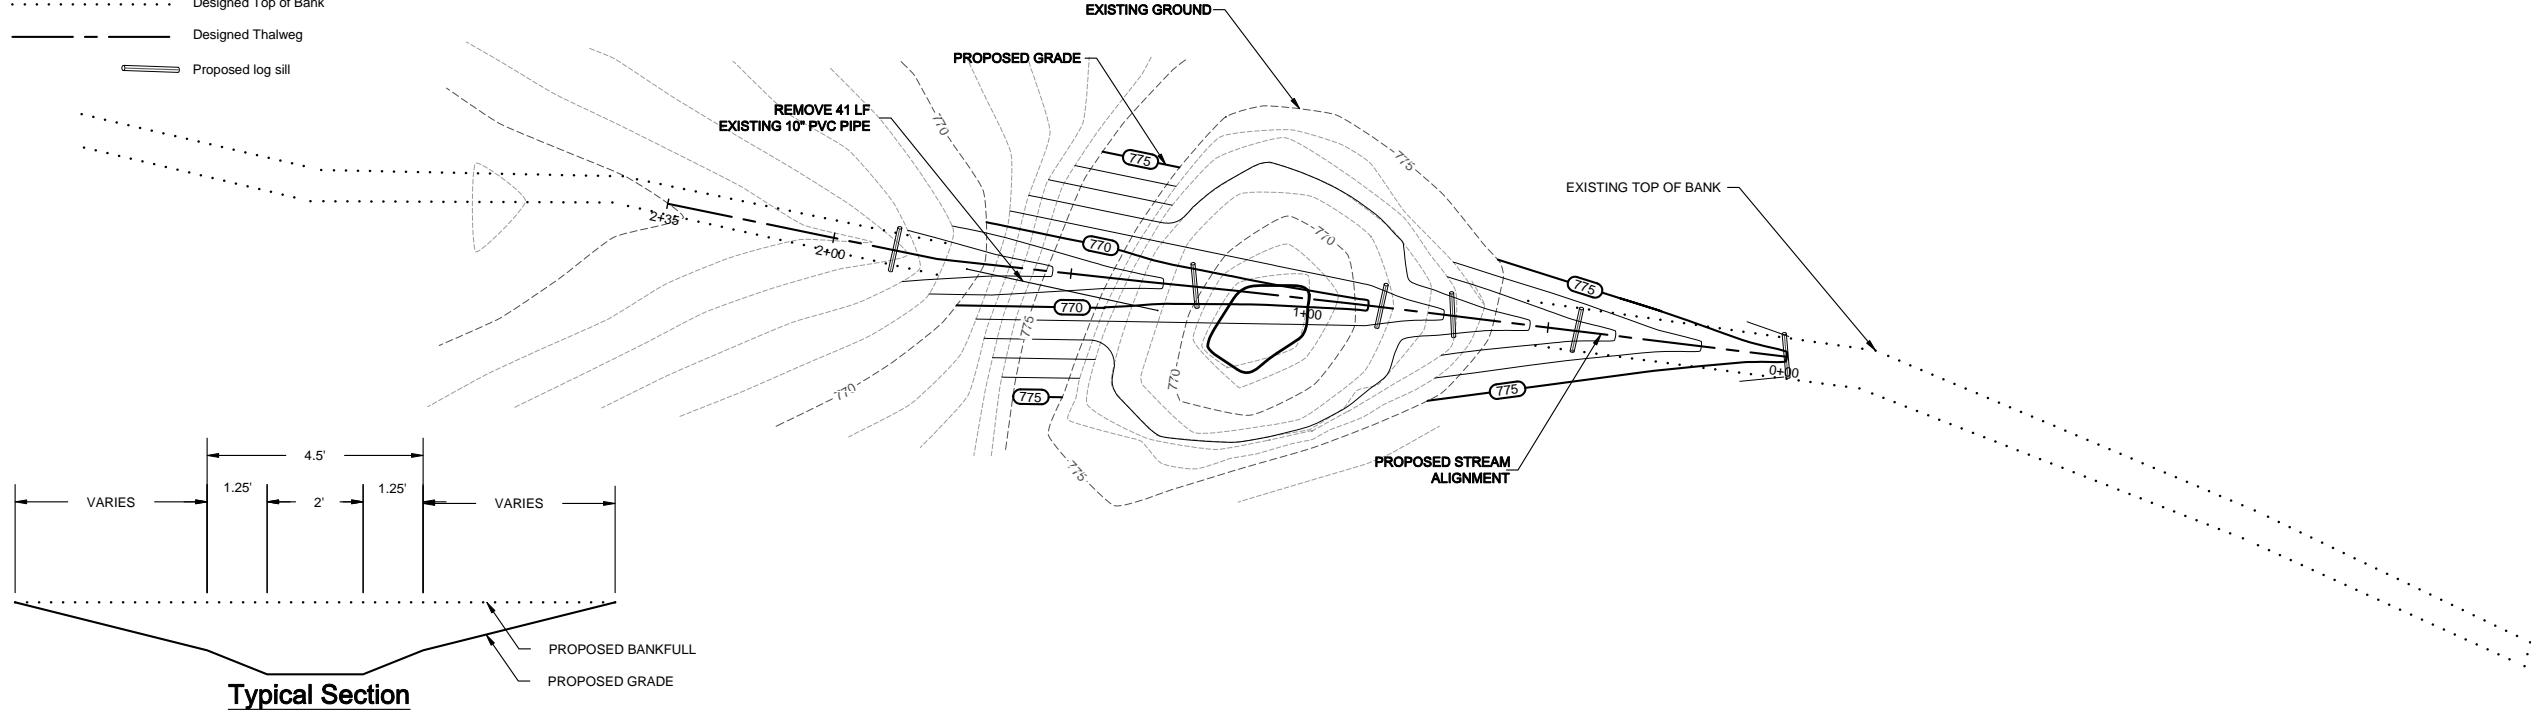 Designed Top of Bank
Designed Thalweg
Proposed log sill
EXISTING GROUND
PROPOSED GRADE
REMOVE 41 LF
EXISTING 10" PVC PIPE
EXISTING TOP OF BANK
770
775
775
770
770
775
2+35
2+00
770
775
1+00
770
770
775
775
0+00
775
PROPOSED STREAM
ALIGNMENT
4.5'
1.25'
2'
1.25'
VARIES
VARIES
PROPOSED BANKFULL
PROPOSED GRADE
Typical Section